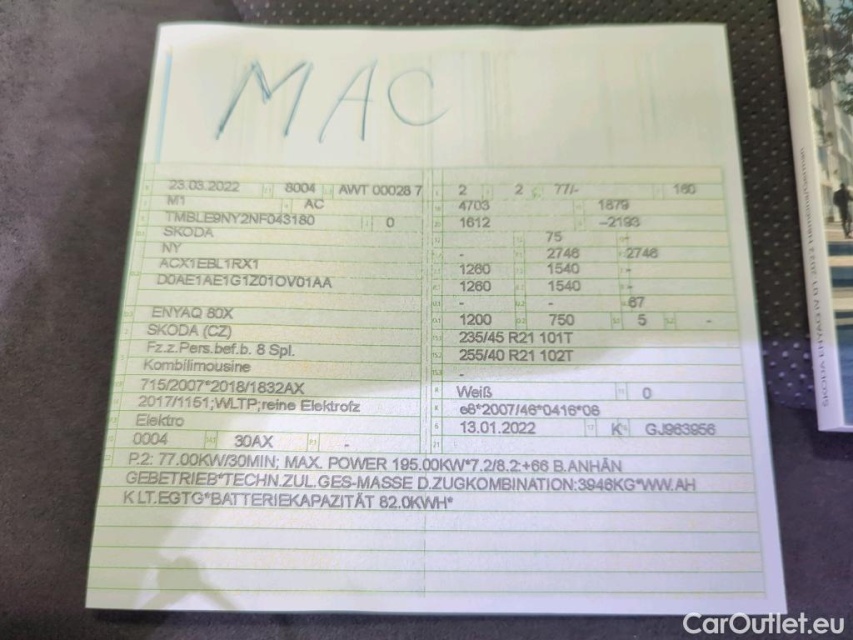 MAC
23.03.2022 8004 AWT 00028 7 2 2 77/- 160
M1 AC 4703 1879
TMBLE9NY2NF043180 0 1612 -2193
SKODA 75 -
NY - 2746 2746
ACX1EBL1RX1 1260 1540 -
D0AE1AE1G1Z01OV01AA 1260 1540 -
- - 67
ENYAQ 80X 1200 750 5 -
SKODA (CZ) 235/45 R21 101T
Fz.z.Pers.bef.b. 8 Spl. 255/40 R21 102T
Kombilimousine -
715/2007*2018/1832AX Weiß 0
2017/1151;WLTP;reine Elektrofz e8*2007/46*0416*06
Elektro 13.01.2022 K GJ963956
0004 30AX -
P.2: 77.00KW/30MIN; MAX. POWER 195.00KW*7.2/8.2:+66 B.ANHÄN
GEBETRIEB*TECHN.ZUL.GES-MASSE D.ZUGKOMBINATION:3946KG*WW.AH
K LT.EGTG*BATTERIEKAPAZITÄT 82.0KWH*
CarOutlet.eu